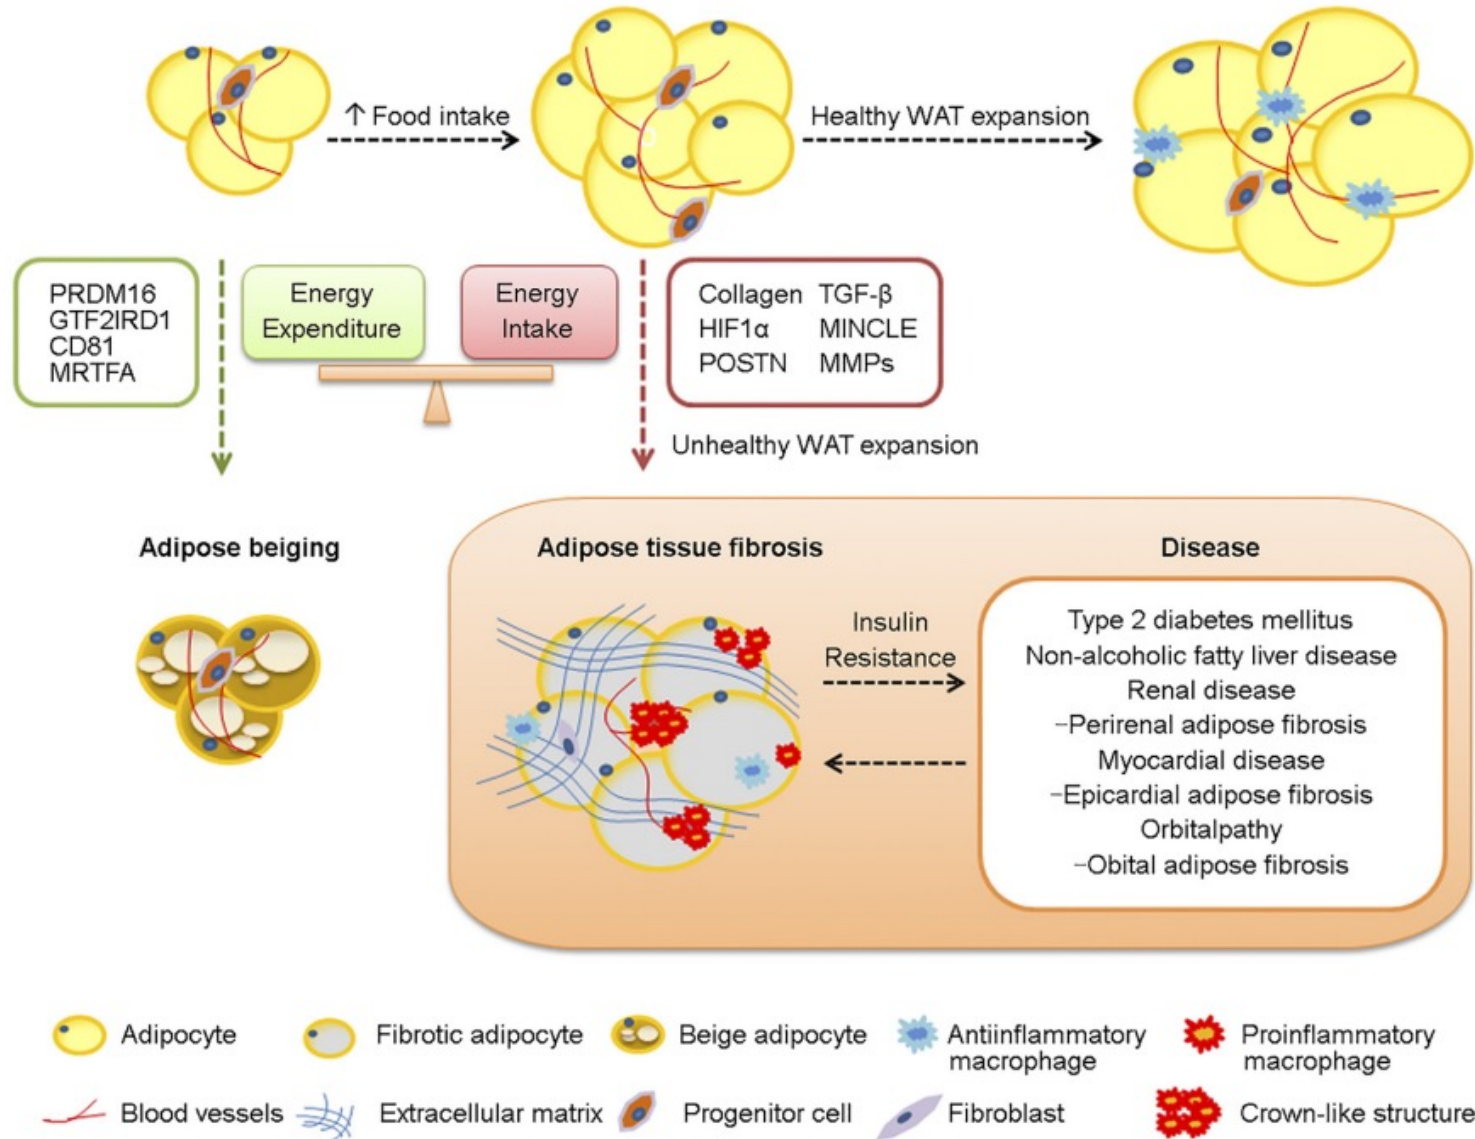 ↑ Food intake
Healthy WAT expansion
PRDM16
GTF2IRD1
CD81
MRTFA
Energy
Expenditure
Energy
Intake
Collagen TGF-β
HIF1α MINCLE
POSTN MMPs
Unhealthy WAT expansion
Adipose beiging
Adipose tissue fibrosis
Disease
Insulin
Resistance
Type 2 diabetes mellitus
Non-alcoholic fatty liver disease
Renal disease
−Perirenal adipose fibrosis
Myocardial disease
−Epicardial adipose fibrosis
Orbitalpathy
−Obital adipose fibrosis
Adipocyte
Fibrotic adipocyte
Beige adipocyte
Antiinflammatory
macrophage
Proinflammatory
macrophage
Blood vessels
Extracellular matrix
Progenitor cell
Fibroblast
Crown-like structure